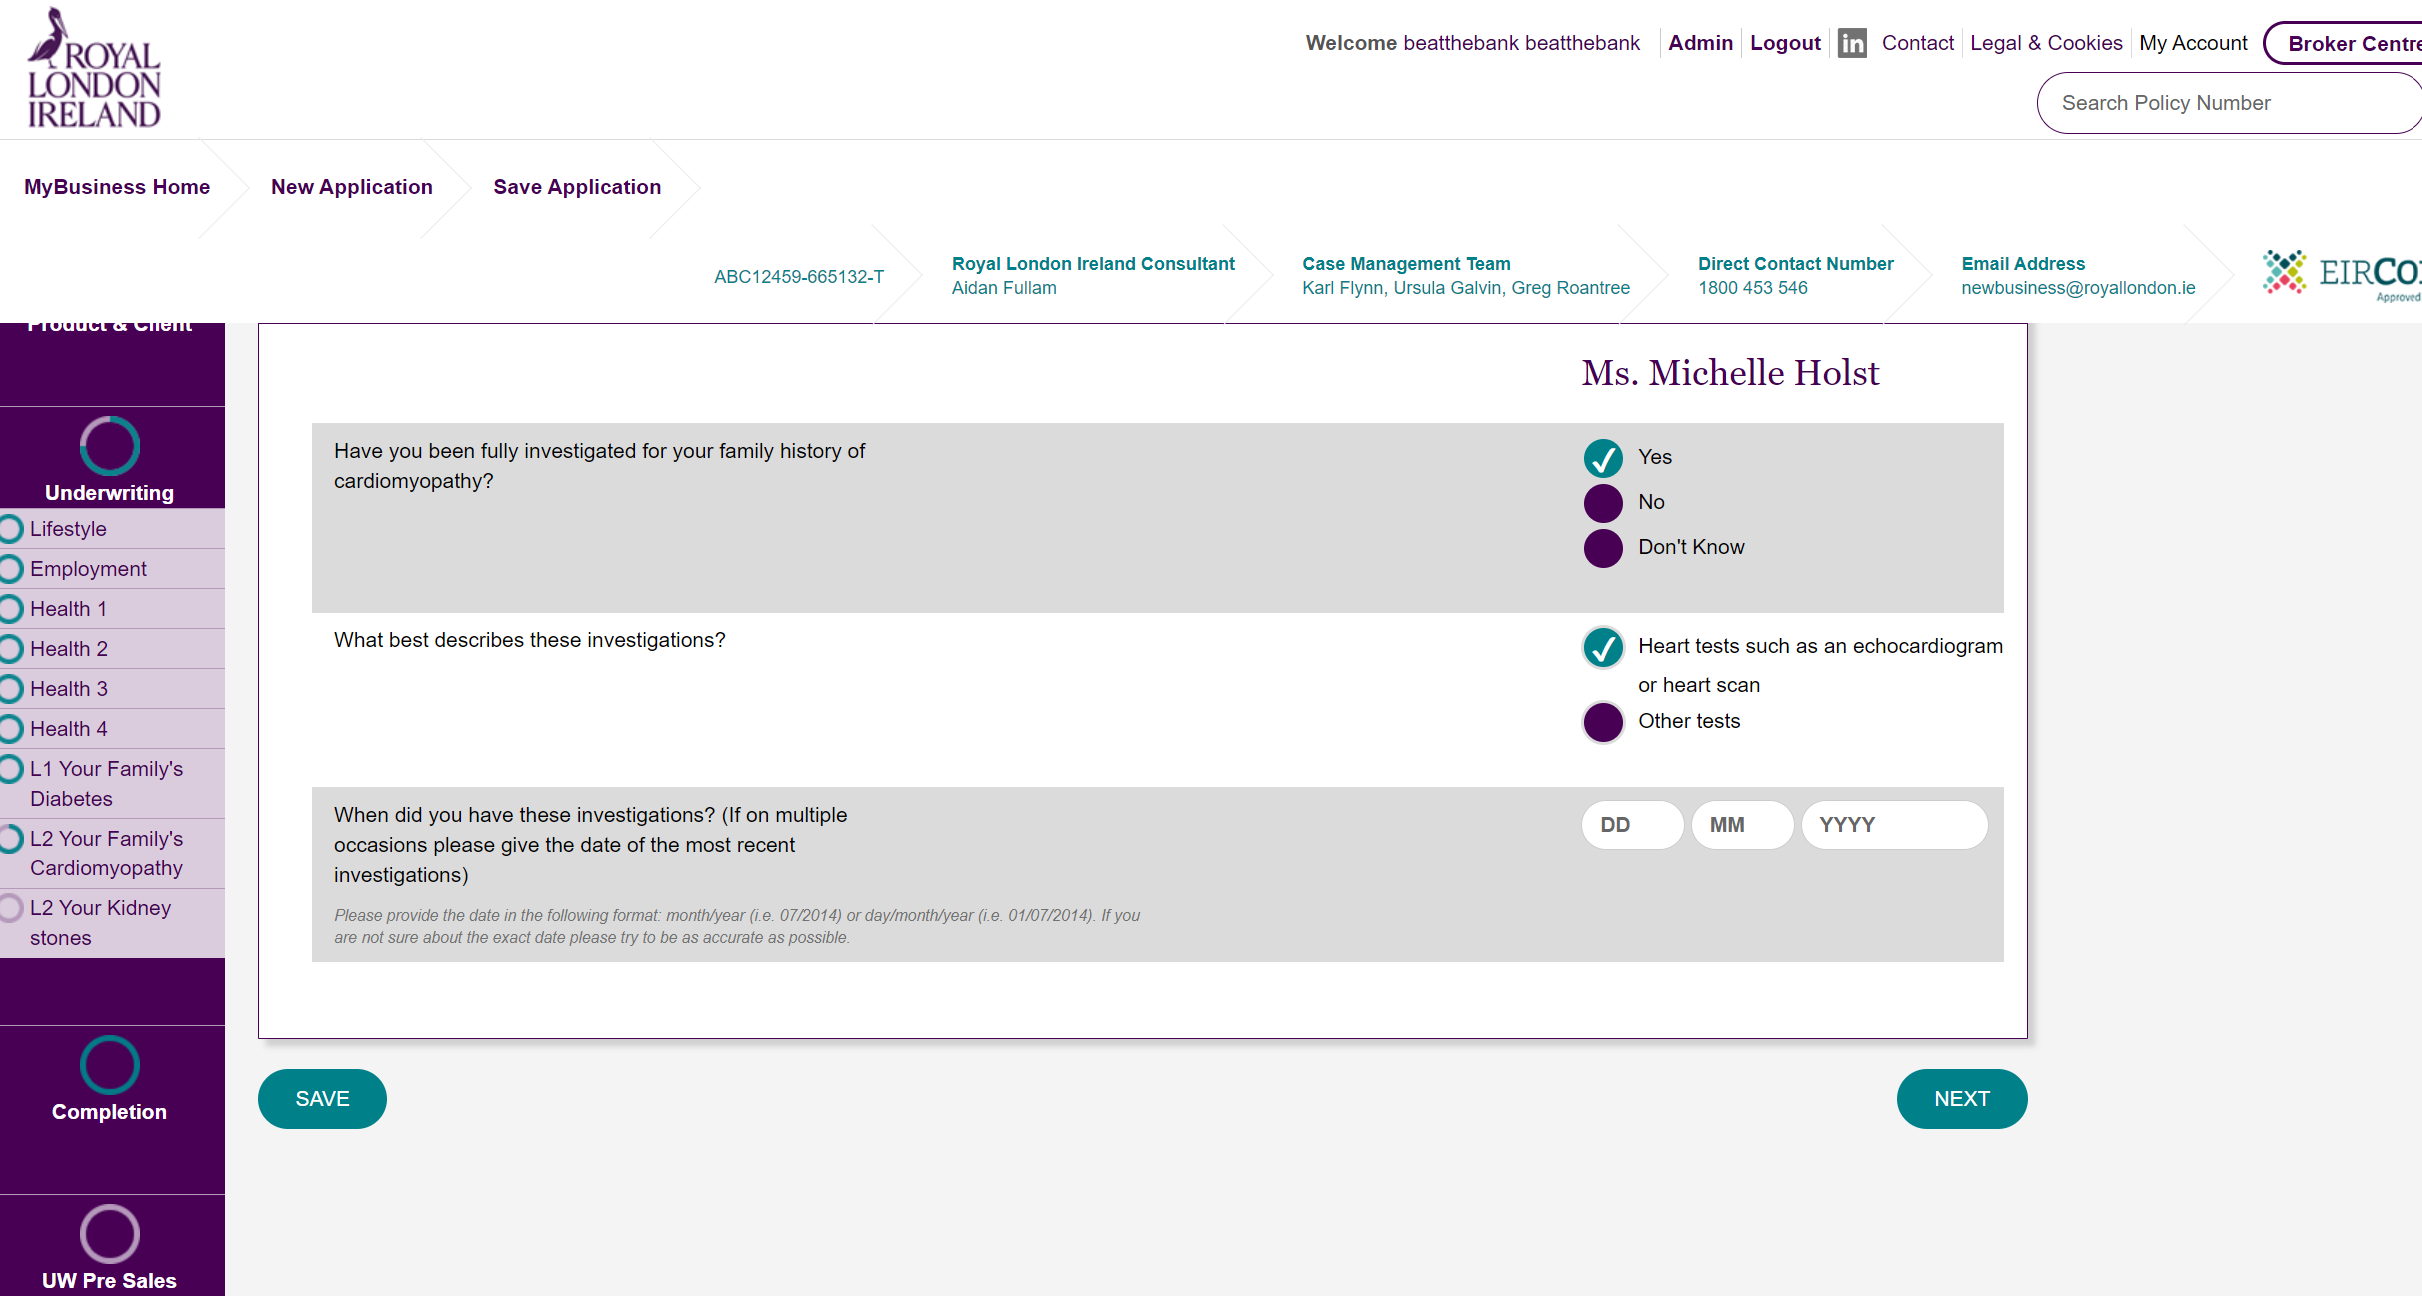 ROYAL
LONDON
IRELAND
Welcome beatthebank beatthebank
Admin
Logout
in
Contact
Legal & Cookies
My Account
Broker Centre
Search Policy Number
MyBusiness Home
New Application
Save Application
ABC12459-665132-T
Royal London Ireland Consultant
Aidan Fullam
Case Management Team
Karl Flynn, Ursula Galvin, Greg Roantree
Direct Contact Number
1800 453 546
Email Address
newbusiness@royallondon.ie
EIRCO
Approved
Product & Client
Underwriting
Lifestyle
Employment
Health 1
Health 2
Health 3
Health 4
L1 Your Family's
Diabetes
L2 Your Family's
Cardiomyopathy
L2 Your Kidney
stones
Completion
UW Pre Sales
Ms. Michelle Holst
Have you been fully investigated for your family history of
cardiomyopathy?
Yes
No
Don't Know
What best describes these investigations?
Heart tests such as an echocardiogram
or heart scan
Other tests
When did you have these investigations? (If on multiple
occasions please give the date of the most recent
investigations)
DD
MM
YYYY
Please provide the date in the following format: month/year (i.e. 07/2014) or day/month/year (i.e. 01/07/2014). If you
are not sure about the exact date please try to be as accurate as possible.
SAVE
NEXT